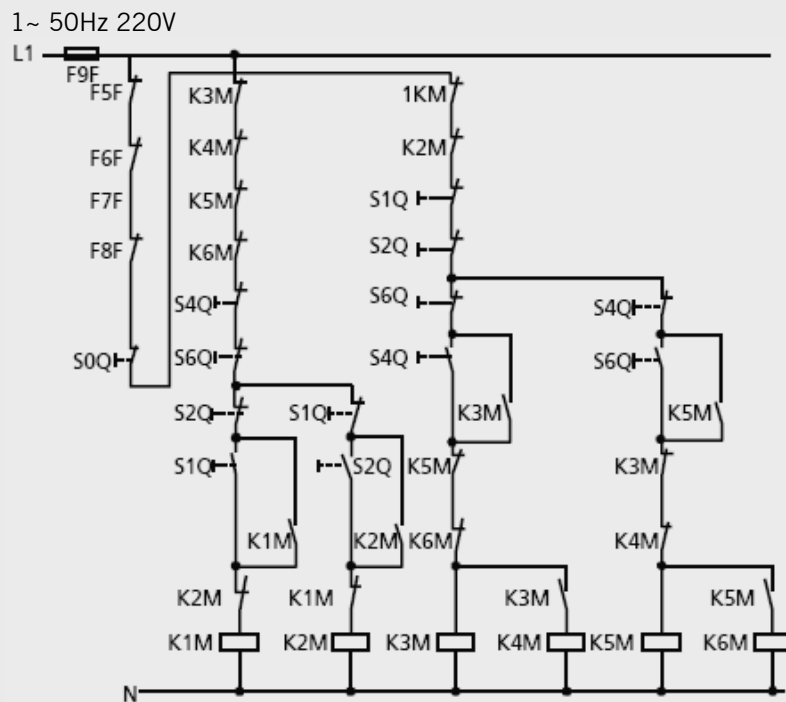 1~ 50Hz 220V
L1
F9F
F5F K3M 1KM
F6F K4M K2M
F7F K5M S1Q
F8F K6M S2Q
S4Q S6Q S4Q
S0Q S6Q S4Q S6Q
S2Q S1Q K3M K5M
S1Q S2Q K5M K3M
K1M K2M K6M K4M
K2M K1M K3M K5M
K1M K2M K3M K4M K5M K6M
N